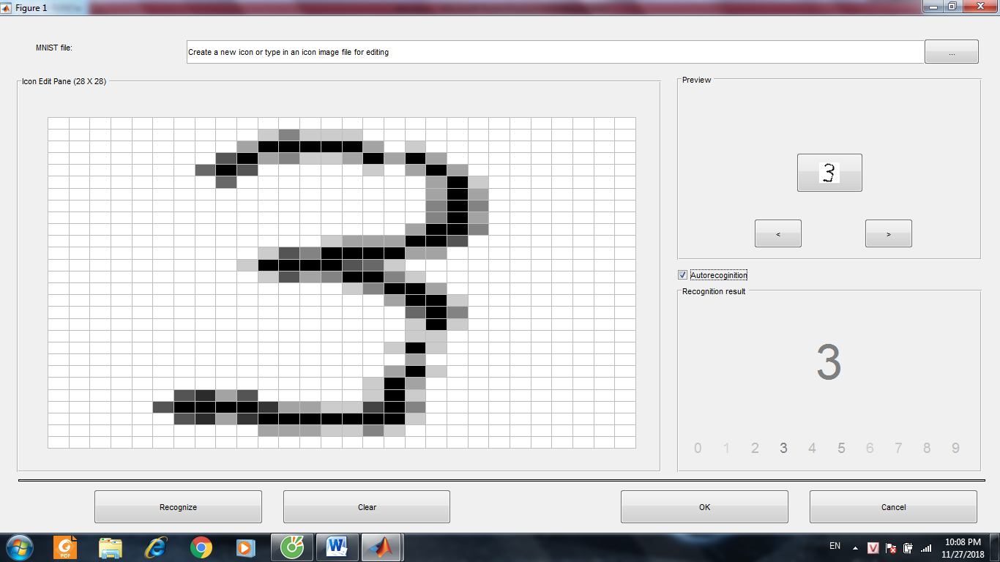 Figure 1
MNIST file:
Create a new icon or type in an icon image file for editing
...
Icon Edit Pane (28 X 28)
Preview
3
<
>
Autorecoginition
Recognition result
3
0 1 2 3 4 5 6 7 8 9
Recognize
Clear
OK
Cancel
PDF
W
EN
V
10:08 PM
11/27/2018